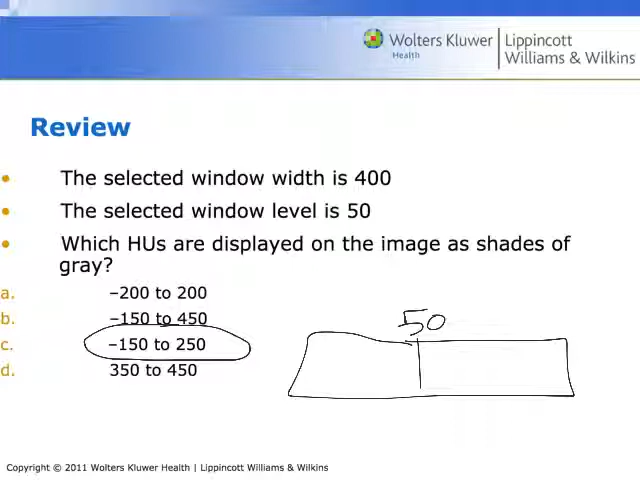 Wolters Kluwer
Health
Lippincott
Williams & Wilkins
Review
• The selected window width is 400
• The selected window level is 50
• Which HUs are displayed on the image as shades of
gray?
a. –200 to 200
b. –150 to 450
c. –150 to 250
d. 350 to 450
50
Copyright © 2011 Wolters Kluwer Health | Lippincott Williams & Wilkins